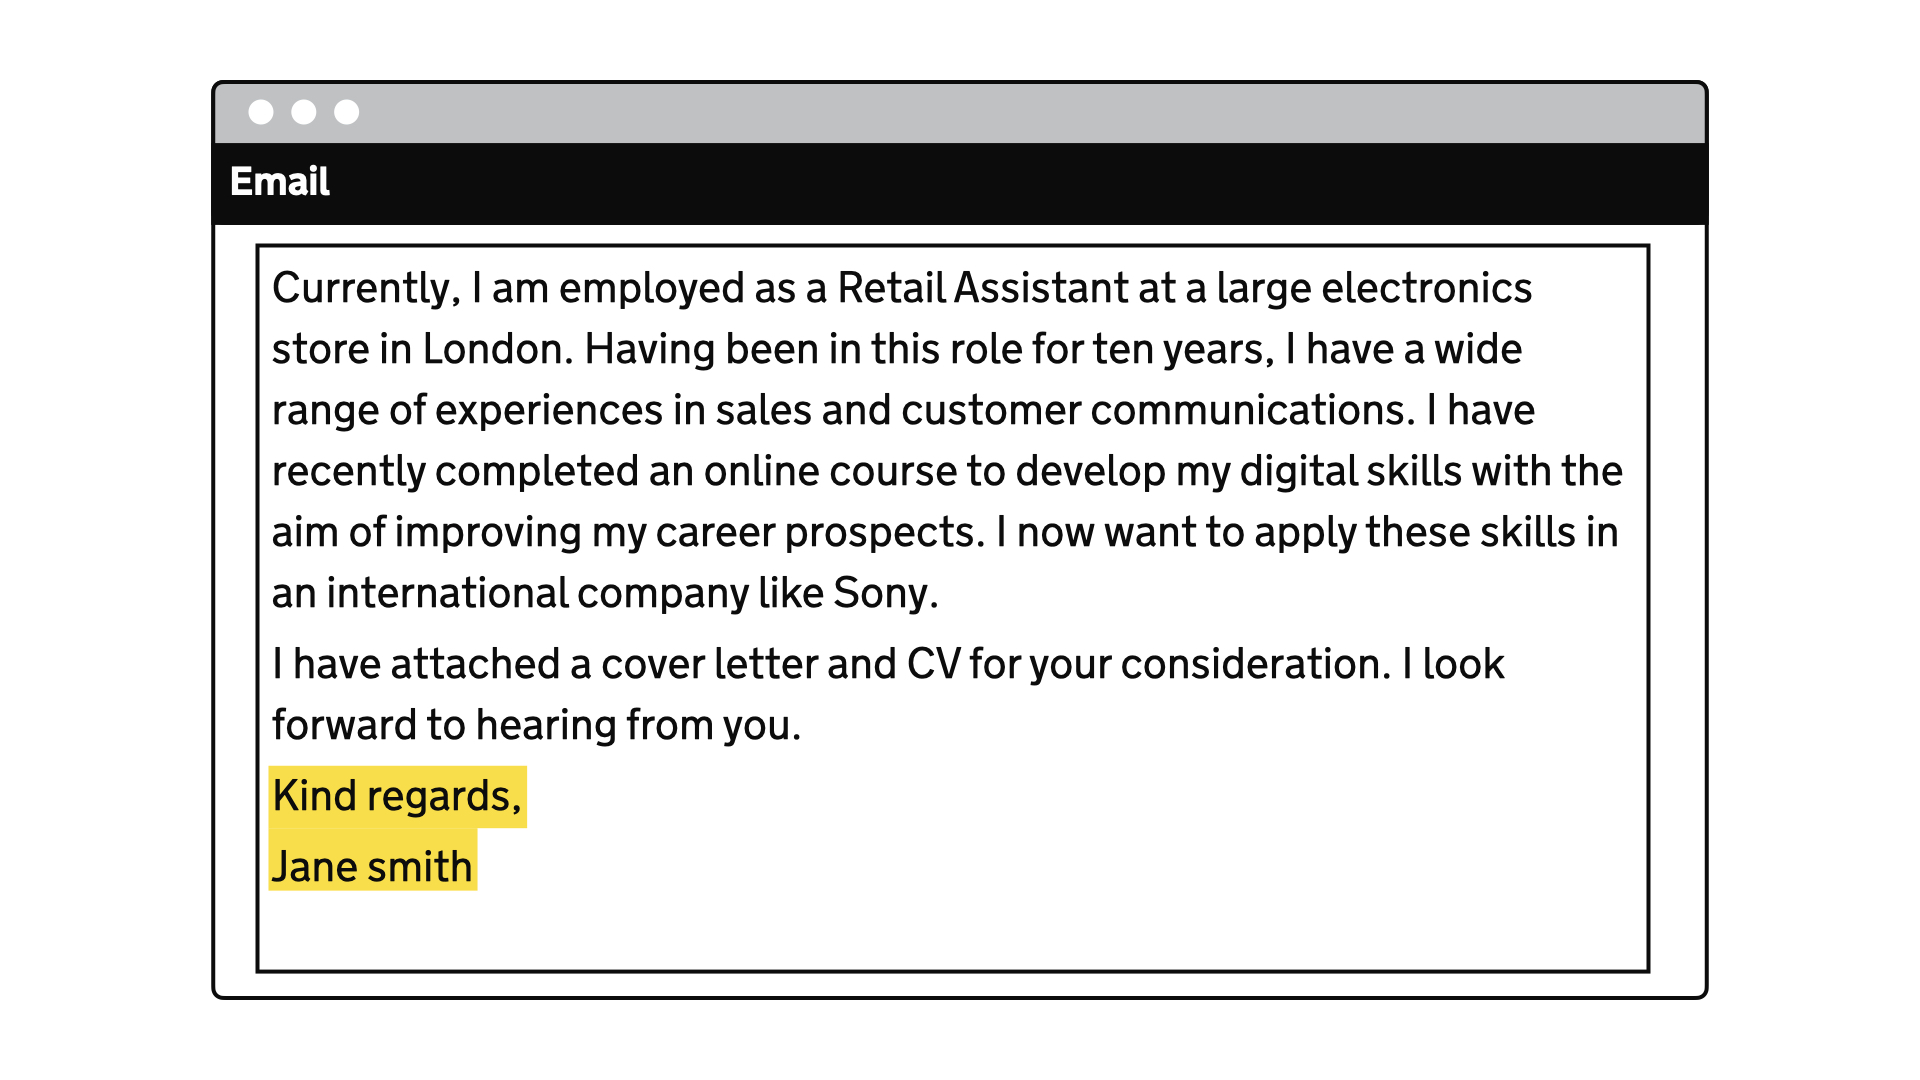 Email
Currently, I am employed as a Retail Assistant at a large electronics
store in London. Having been in this role for ten years, I have a wide
range of experiences in sales and customer communications. I have
recently completed an online course to develop my digital skills with the
aim of improving my career prospects. I now want to apply these skills in
an international company like Sony.
I have attached a cover letter and CV for your consideration. I look
forward to hearing from you.
Kind regards,
Jane smith